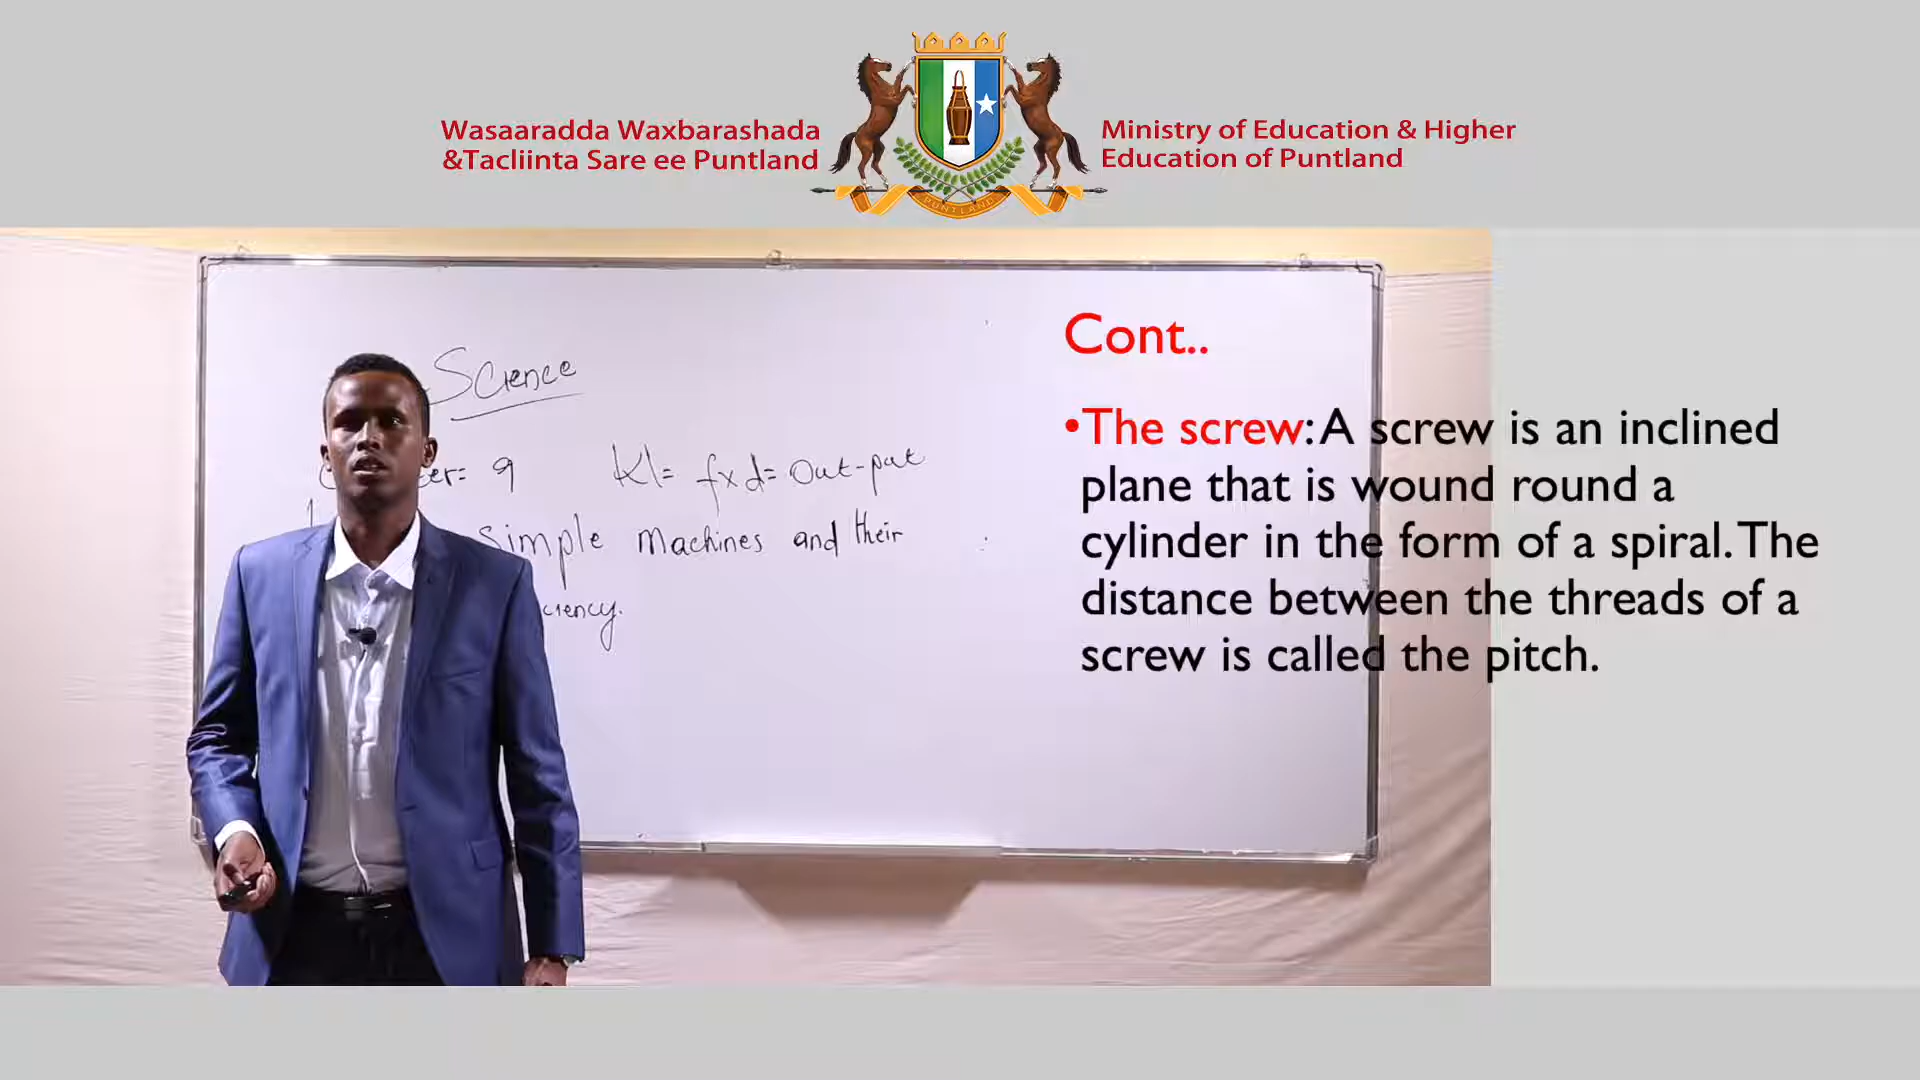 Wasaaradda Waxbarashada
&Tacliinta Sare ee Puntland
Ministry of Education & Higher
Education of Puntland
PUNTLAND
Science
9
W= fxd= Out-put
simple machines and their
Cont..
•The screw: A screw is an inclined
plane that is wound round a
cylinder in the form of a spiral. The
distance between the threads of a
screw is called the pitch.